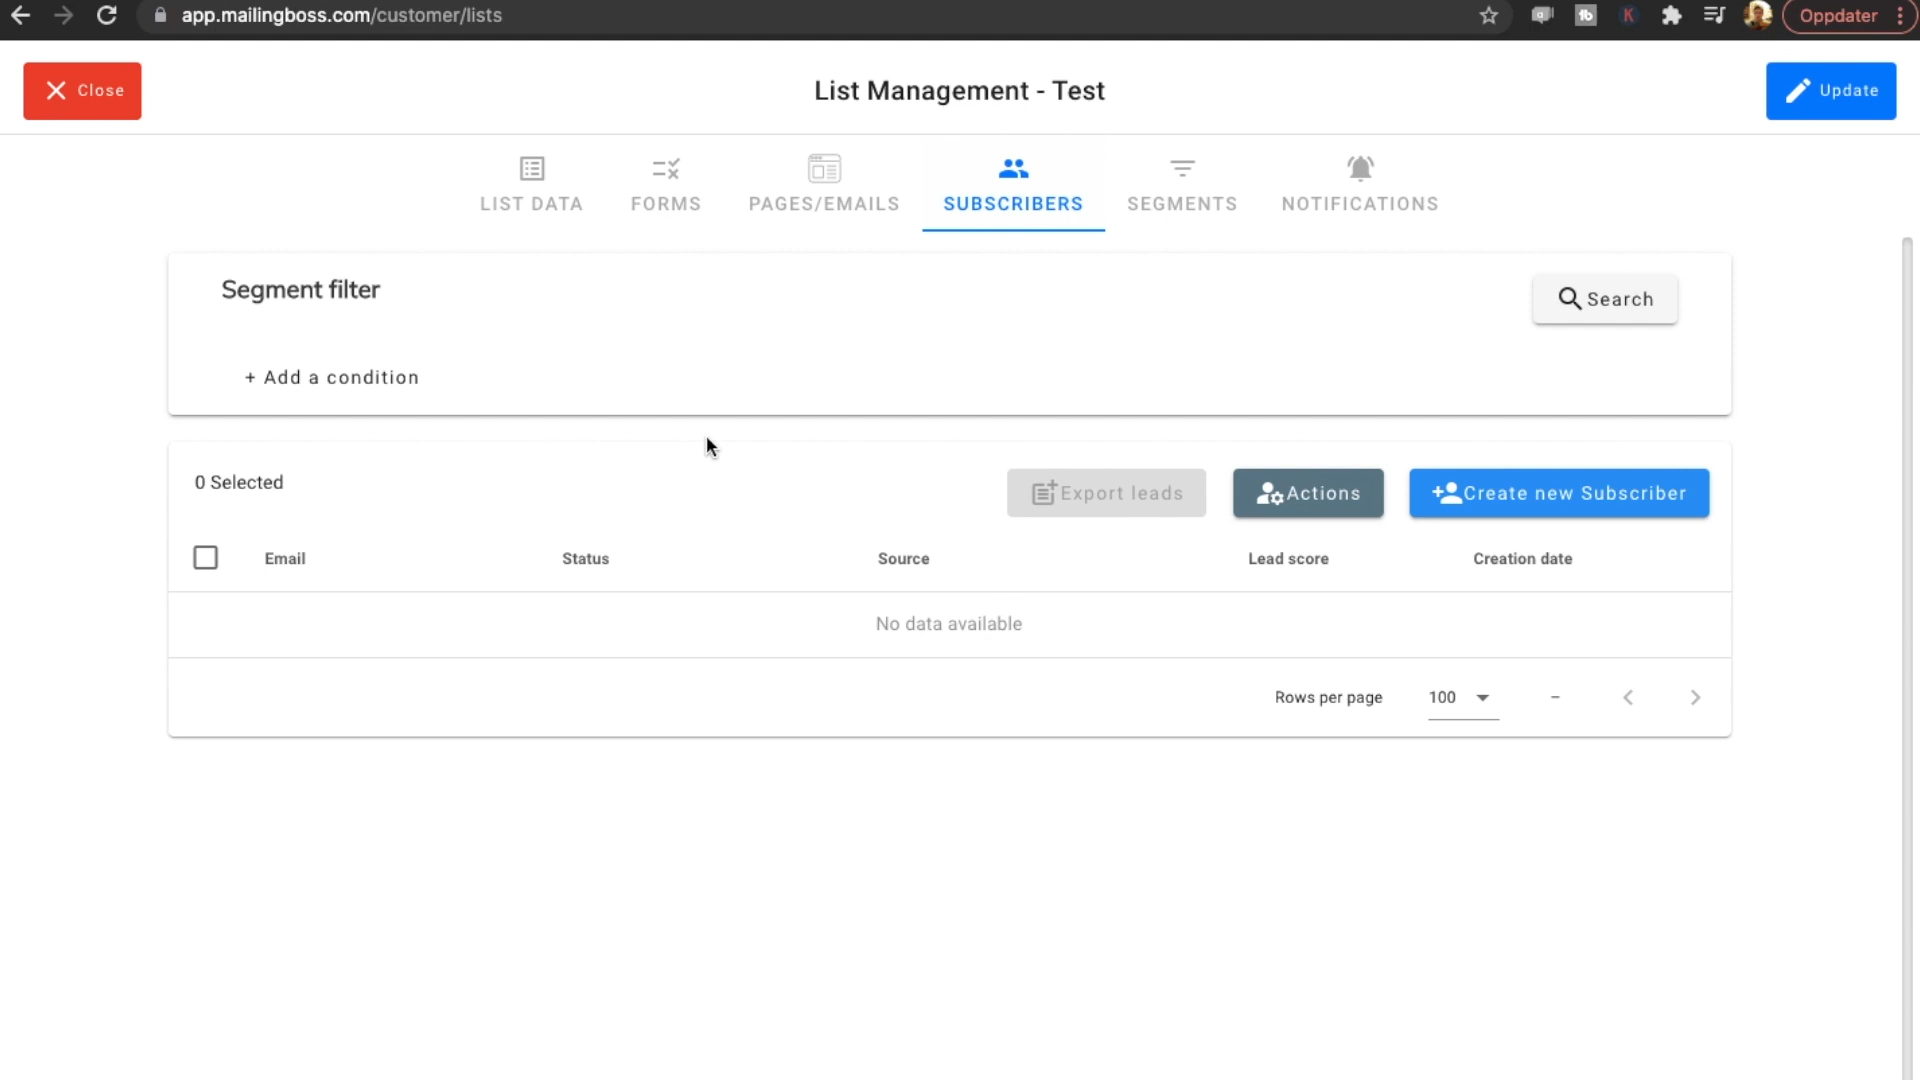 app.mailingboss.com/customer/lists
tb
K
Oppdater
Close
List Management - Test
Update
LIST DATA
FORMS
PAGES/EMAILS
SUBSCRIBERS
SEGMENTS
NOTIFICATIONS
Segment filter
Search
+ Add a condition
0 Selected
Export leads
Actions
Create new Subscriber
Email
Status
Source
Lead score
Creation date
No data available
Rows per page
100
–